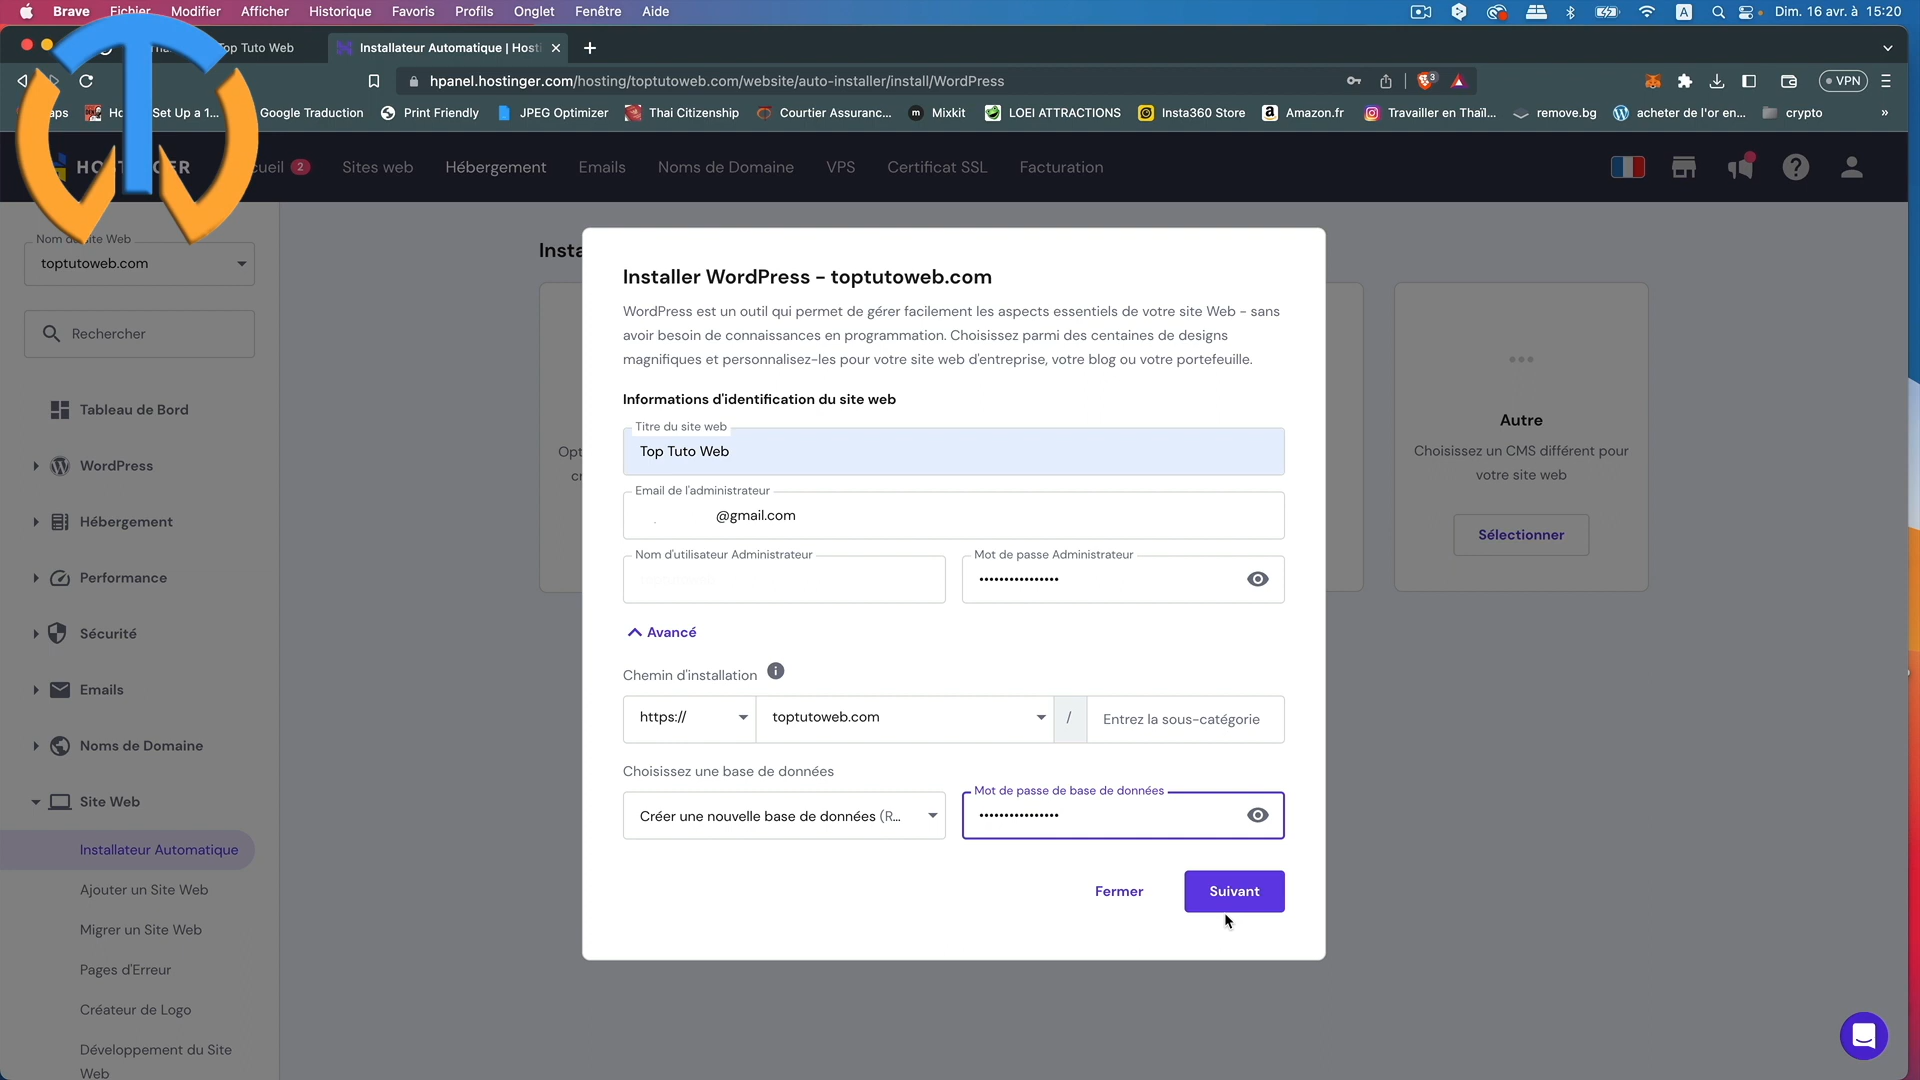 Brave Fichier Modifier Afficher Historique Favoris Profils Onglet Fenêtre Aide
A
Dim. 16 avr. à 15:20
op Tuto Web
Installateur Automatique | Hosti
hpanel.hostinger.com/hosting/toptutoweb.com/website/auto-installer/install/WordPress
3
VPN
aps
Set Up a 1...
Google Traduction
Print Friendly
JPEG Optimizer
Thai Citizenship
Courtier Assuranc...
Mixkit
LOEI ATTRACTIONS
Insta360 Store
Amazon.fr
Travailler en Thaïl...
remove.bg
acheter de l'or en...
crypto
»
cueil 2
Sites web
Hébergement
Emails
Noms de Domaine
VPS
Certificat SSL
Facturation
toptutoweb.com
Rechercher
Tableau de Bord
WordPress
Hébergement
Performance
Sécurité
Emails
Noms de Domaine
Site Web
Installateur Automatique
Ajouter un Site Web
Migrer un Site Web
Pages d'Erreur
Créateur de Logo
Développement du Site
Web
Insta
Opt
cr
Installer WordPress - toptutoweb.com
WordPress est un outil qui permet de gérer facilement les aspects essentiels de votre site Web - sans
avoir besoin de connaissances en programmation. Choisissez parmi des centaines de designs
magnifiques et personnalisez-les pour votre site web d'entreprise, votre blog ou votre portefeuille.
Informations d'identification du site web
Titre du site web
Top Tuto Web
Email de l'administrateur
@gmail.com
Nom d'utilisateur Administrateur
Mot de passe Administrateur
••••••••••••••••
Avancé
Chemin d'installation
https://
toptutoweb.com
/
Entrez la sous-catégorie
Choisissez une base de données
Créer une nouvelle base de données (R...
Mot de passe de base de données
••••••••••••••••
Fermer
Suivant
Autre
Choisissez un CMS différent pour
votre site web
Sélectionner